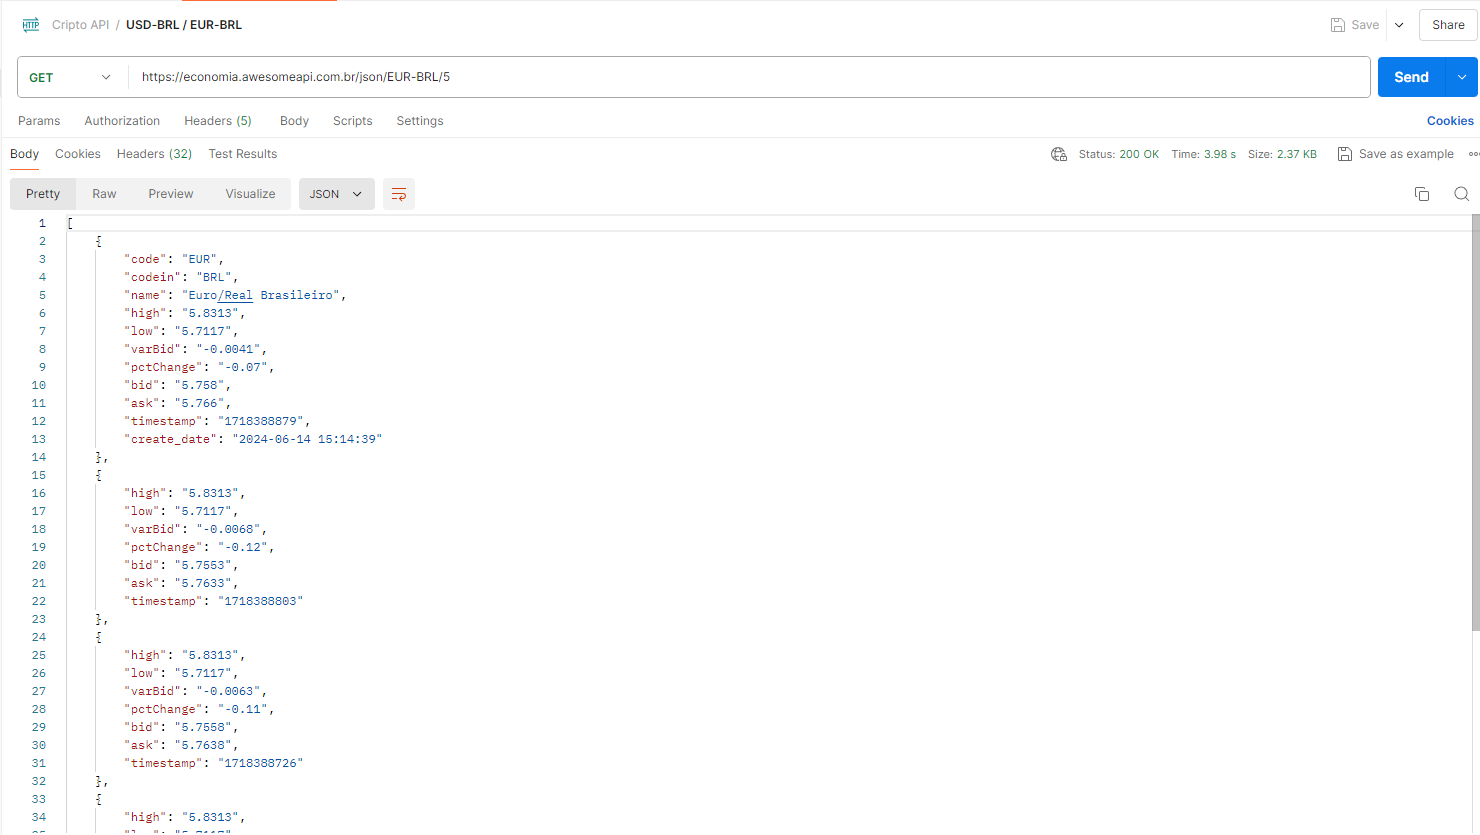 HTTP Cripto API / USD-BRL / EUR-BRL Save Share
GET https://economia.awesomeapi.com.br/json/EUR-BRL/5 Send
Params Authorization Headers (5) Body Scripts Settings Cookies
Body Cookies Headers (32) Test Results Status: 200 OK Time: 3.98 s Size: 2.37 KB Save as example
Pretty Raw Preview Visualize JSON
1 [
2 {
3 "code": "EUR",
4 "codein": "BRL",
5 "name": "Euro/Real Brasileiro",
6 "high": "5.8313",
7 "low": "5.7117",
8 "varBid": "-0.0041",
9 "pctChange": "-0.07",
10 "bid": "5.758",
11 "ask": "5.766",
12 "timestamp": "1718388879",
13 "create_date": "2024-06-14 15:14:39"
14 },
15 {
16 "high": "5.8313",
17 "low": "5.7117",
18 "varBid": "-0.0068",
19 "pctChange": "-0.12",
20 "bid": "5.7553",
21 "ask": "5.7633",
22 "timestamp": "1718388803"
23 },
24 {
25 "high": "5.8313",
26 "low": "5.7117",
27 "varBid": "-0.0063",
28 "pctChange": "-0.11",
29 "bid": "5.7558",
30 "ask": "5.7638",
31 "timestamp": "1718388726"
32 },
33 {
34 "high": "5.8313",